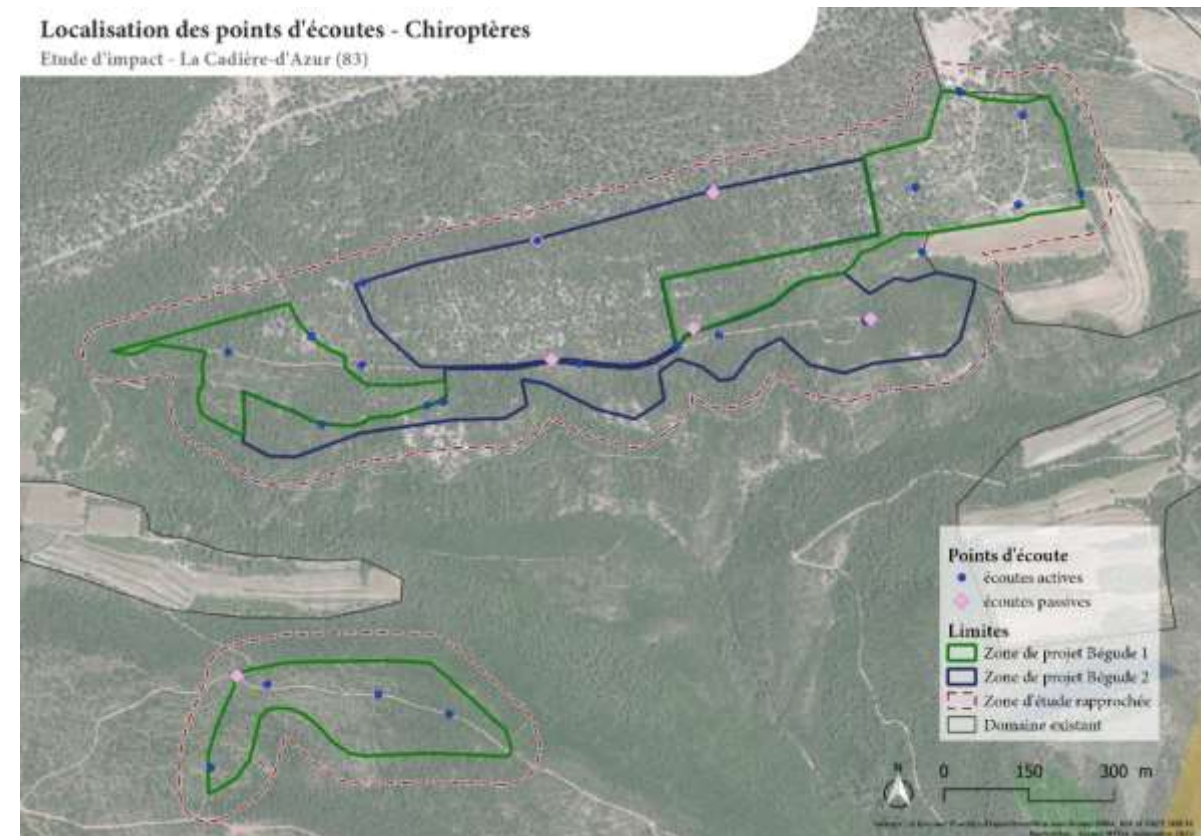 Localisation des points d'écoutes - Chiroptères
Etude d'impact - La Cadière-d'Azur (83)
Points d'écoute
écoutes actives
écoutes passives
Limites
Zone de projet Bégude 1
Zone de projet Bégude 2
Zone d'étude rapprochée
Domaine existant
N
0 150 300 m